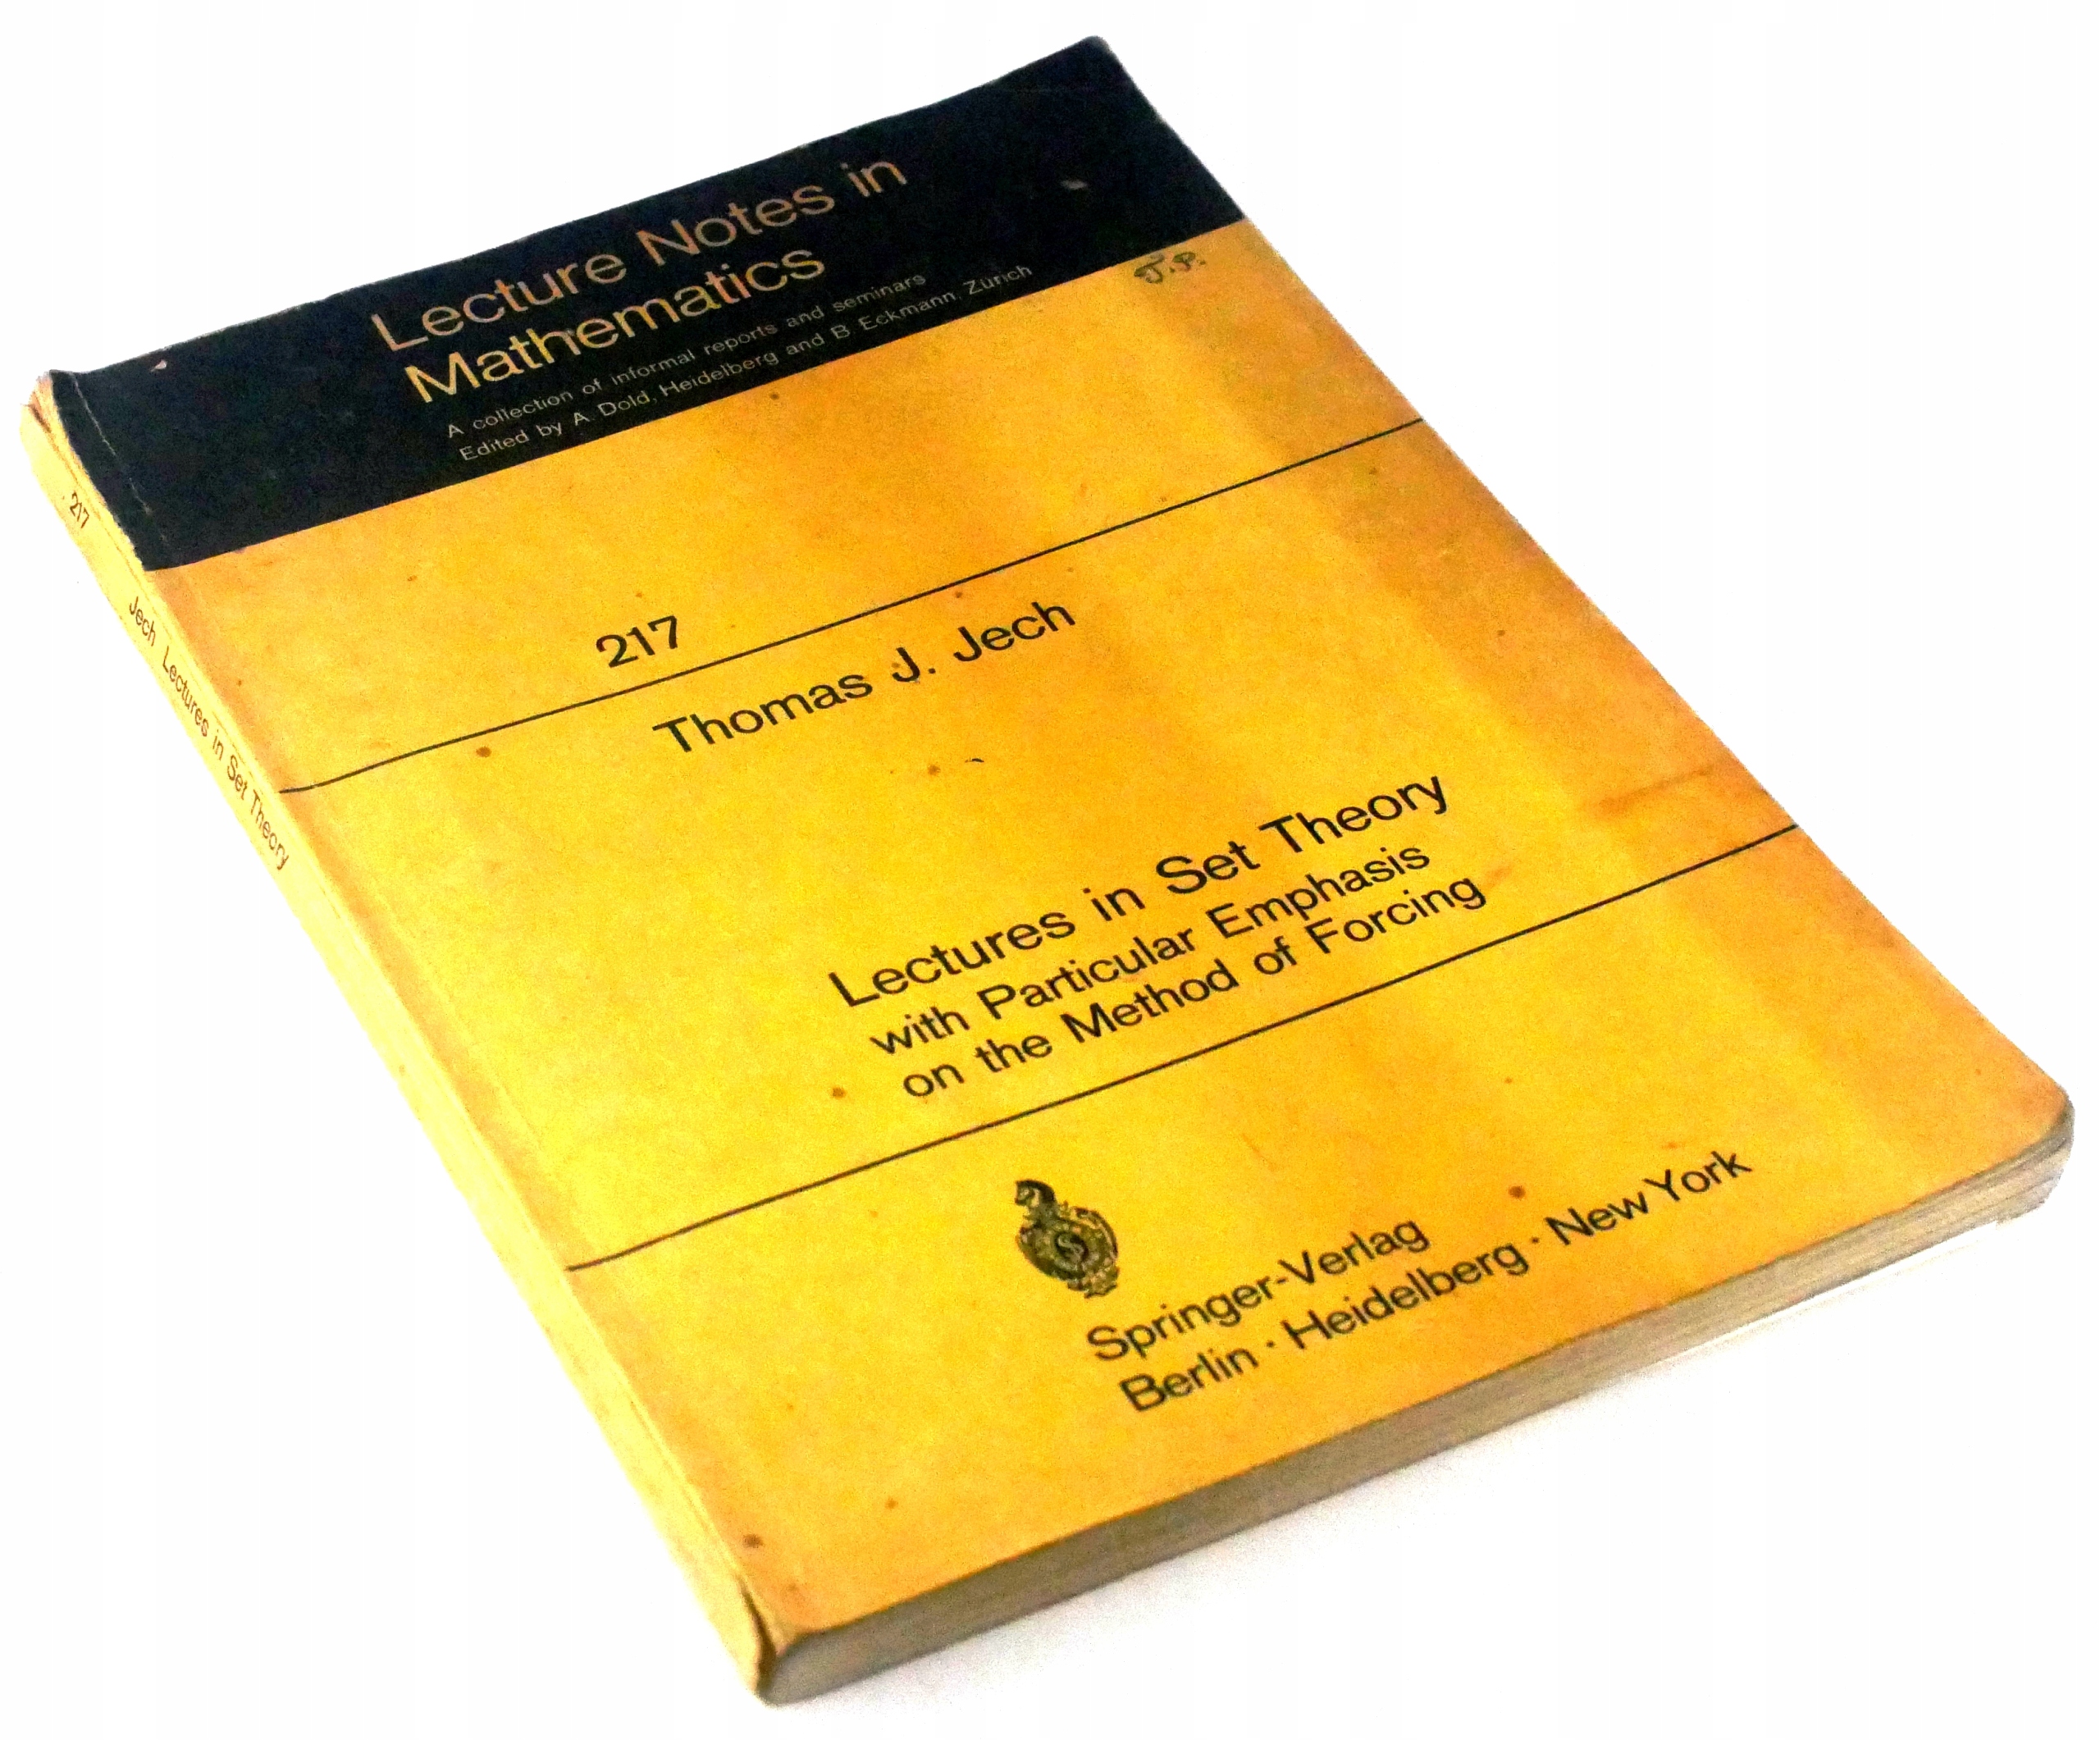 Lecture Notes in
Mathematics
A collection of informal reports and seminars
Edited by A. Dold, Heidelberg and B. Eckmann, Zürich
J.P.
217
Thomas J. Jech
Lectures in Set Theory
with Particular Emphasis
on the Method of Forcing
S
Springer-Verlag
Berlin · Heidelberg · New York
217 Jech Lectures in Set Theory